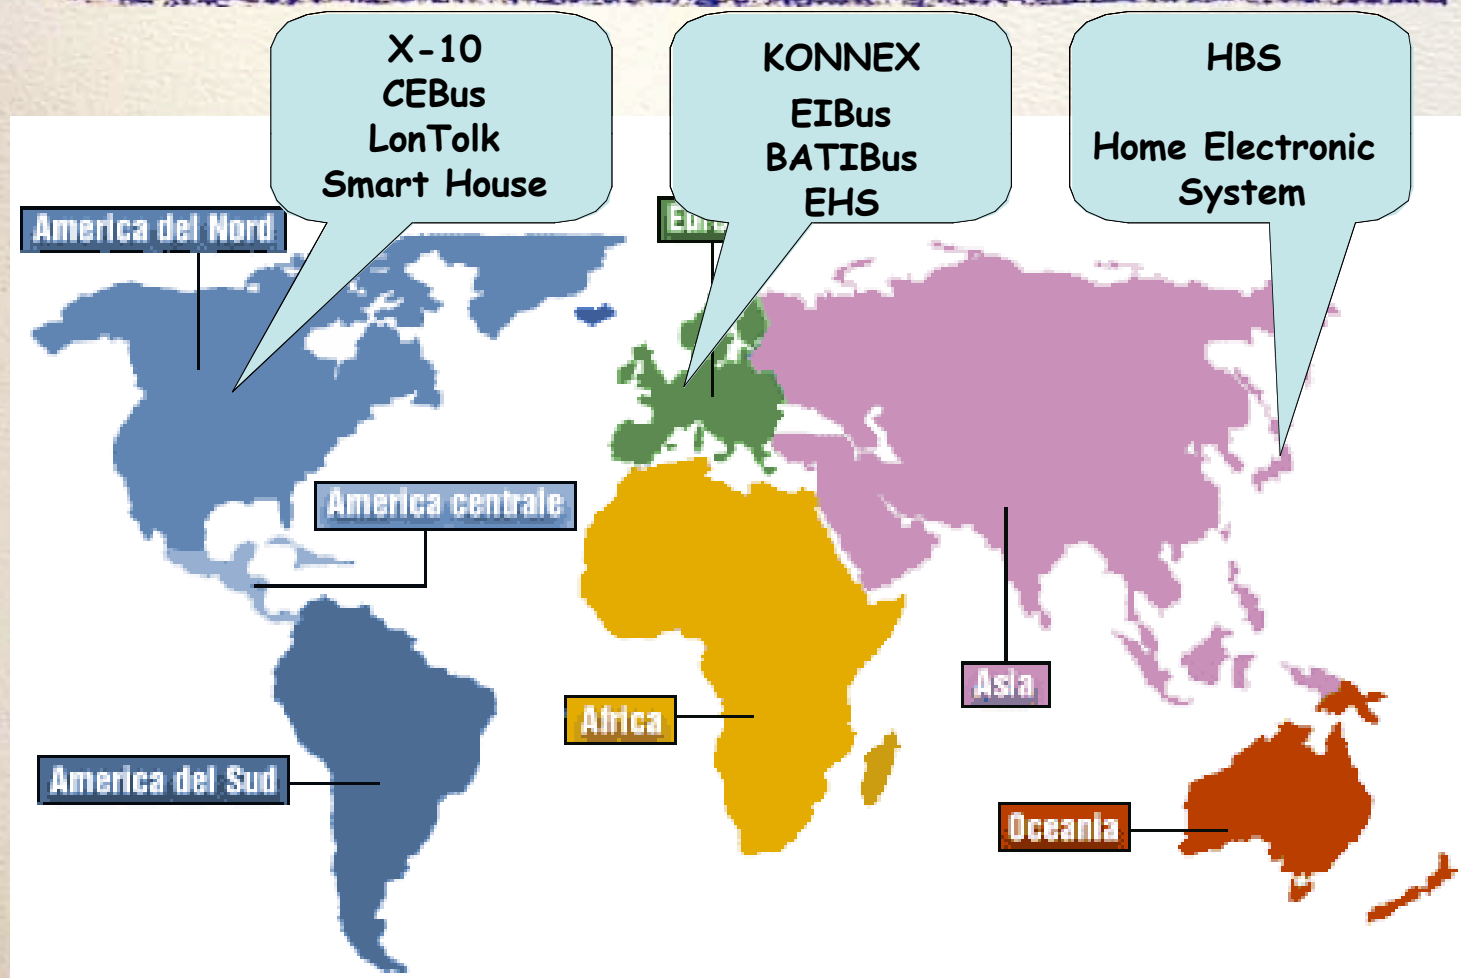 X-10
CEBus
LonTolk
Smart House
KONNEX
EIBus
BATIBus
EHS
HBS
Home Electronic
System
America del Nord
America centrale
America del Sud
Africa
Asia
Oceania